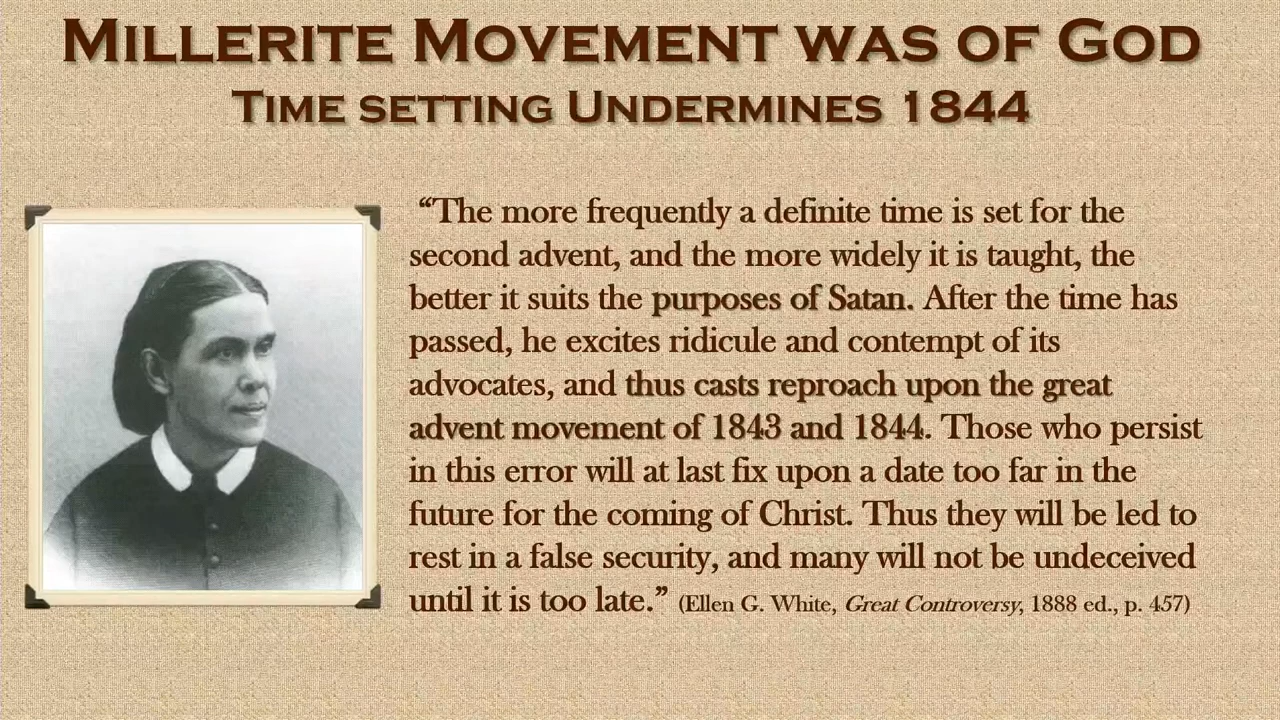 Millerite Movement was of God
Time setting Undermines 1844
“The more frequently a definite time is set for the
second advent, and the more widely it is taught, the
better it suits the purposes of Satan. After the time has
passed, he excites ridicule and contempt of its
advocates, and thus casts reproach upon the great
advent movement of 1843 and 1844. Those who persist
in this error will at last fix upon a date too far in the
future for the coming of Christ. Thus they will be led to
rest in a false security, and many will not be undeceived
until it is too late.” (Ellen G. White, Great Controversy, 1888 ed., p. 457)